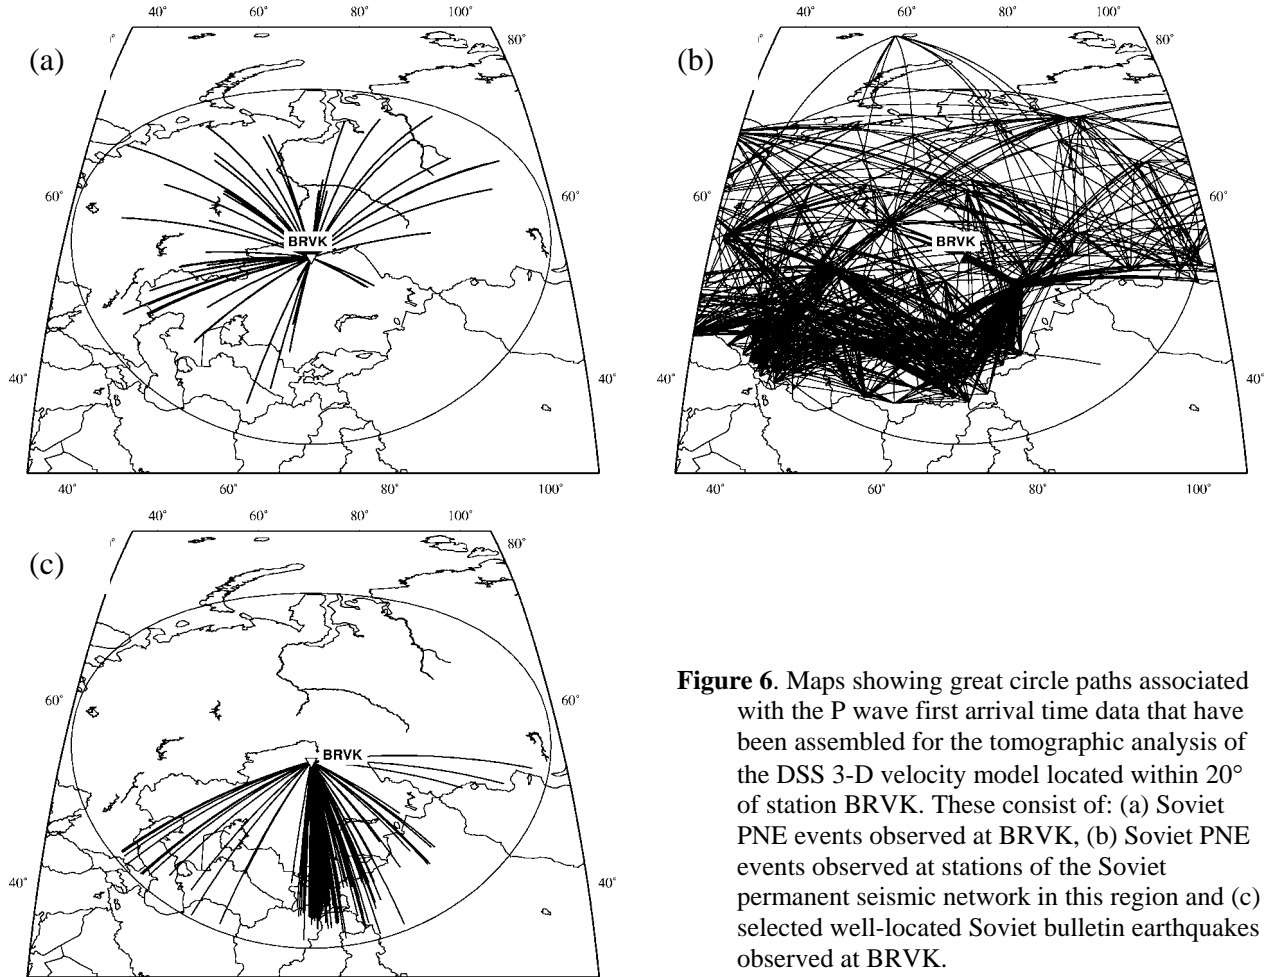 40° 60° 80° 100°
(a)
80°
60°
60°
BRVK
40°
40°
40° 60° 80° 100°
40° 60° 80° 100°
(b)
80°
60°
60°
BRVK
40°
40°
40° 60° 80° 100°
40° 60° 80° 100°
(c)
80°
60°
60°
BRVK
40°
40°
Figure 6. Maps showing great circle paths associated
with the P wave first arrival time data that have
been assembled for the tomographic analysis of
the DSS 3-D velocity model located within 20°
of station BRVK. These consist of: (a) Soviet
PNE events observed at BRVK, (b) Soviet PNE
events observed at stations of the Soviet
permanent seismic network in this region and (c)
selected well-located Soviet bulletin earthquakes
observed at BRVK.